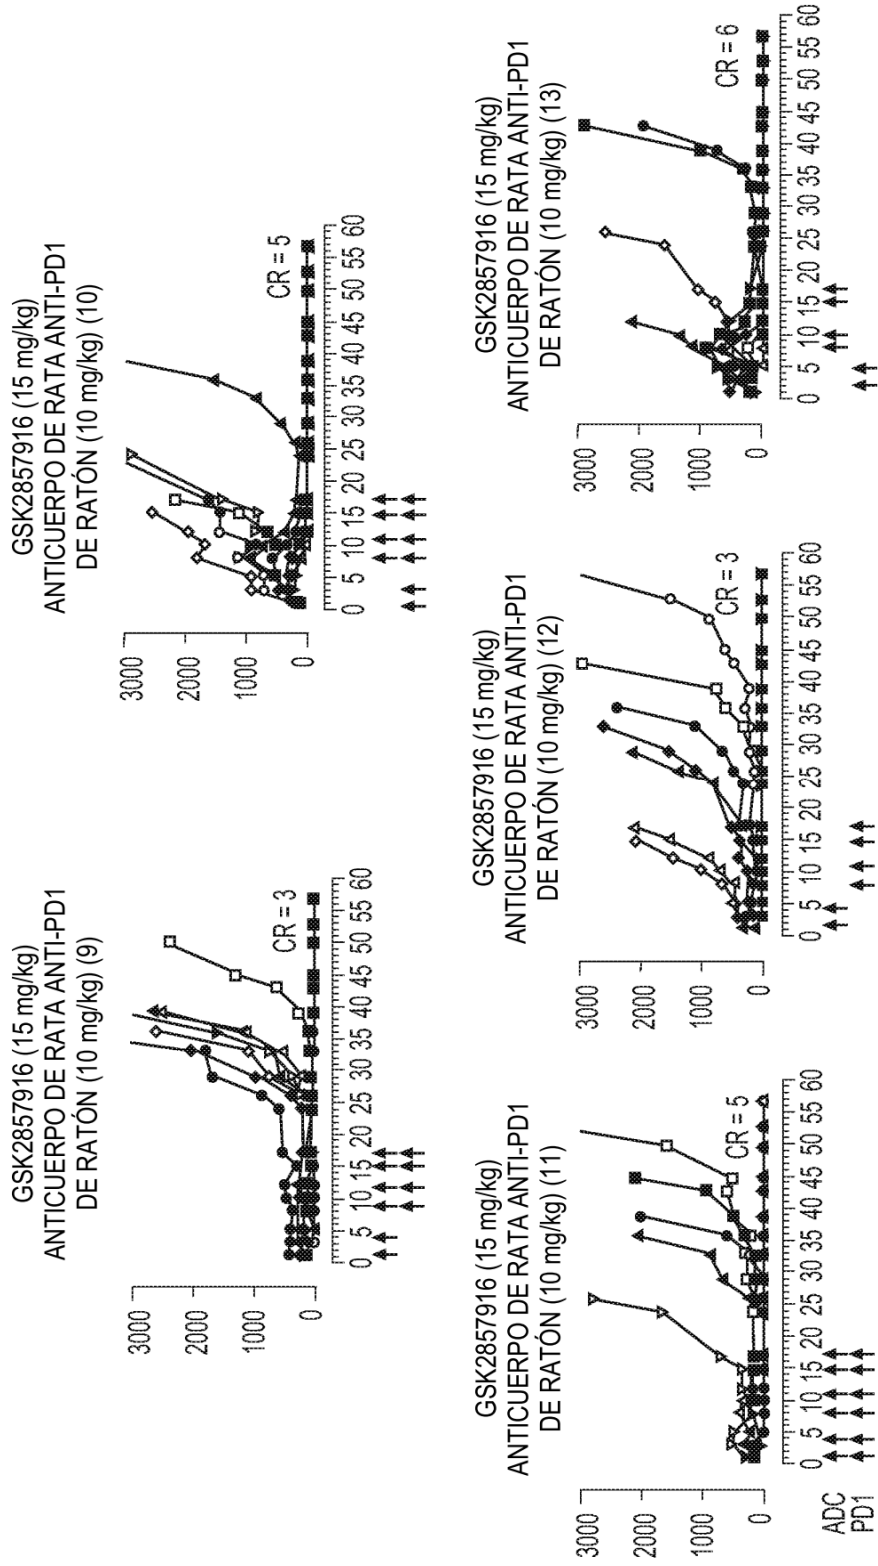 GSK2857916 (15 mg/kg)
ANTICUERPO DE RATA ANTI-PD1
DE RATÓN (10 mg/kg) (9)
3000
2000
1000
0
CR = 3
0 5 10 15 20 25 30 35 40 45 50 55 60
GSK2857916 (15 mg/kg)
ANTICUERPO DE RATA ANTI-PD1
DE RATÓN (10 mg/kg) (10)
3000
2000
1000
0
CR = 5
0 5 10 15 20 25 30 35 40 45 50 55 60
GSK2857916 (15 mg/kg)
ANTICUERPO DE RATA ANTI-PD1
DE RATÓN (10 mg/kg) (11)
3000
2000
1000
0
CR = 5
0 5 10 15 20 25 30 35 40 45 50 55 60
ADC
PD1
GSK2857916 (15 mg/kg)
ANTICUERPO DE RATA ANTI-PD1
DE RATÓN (10 mg/kg) (12)
3000
2000
1000
0
CR = 3
0 5 10 15 20 25 30 35 40 45 50 55 60
GSK2857916 (15 mg/kg)
ANTICUERPO DE RATA ANTI-PD1
DE RATÓN (10 mg/kg) (13)
3000
2000
1000
0
CR = 6
0 5 10 15 20 25 30 35 40 45 50 55 60